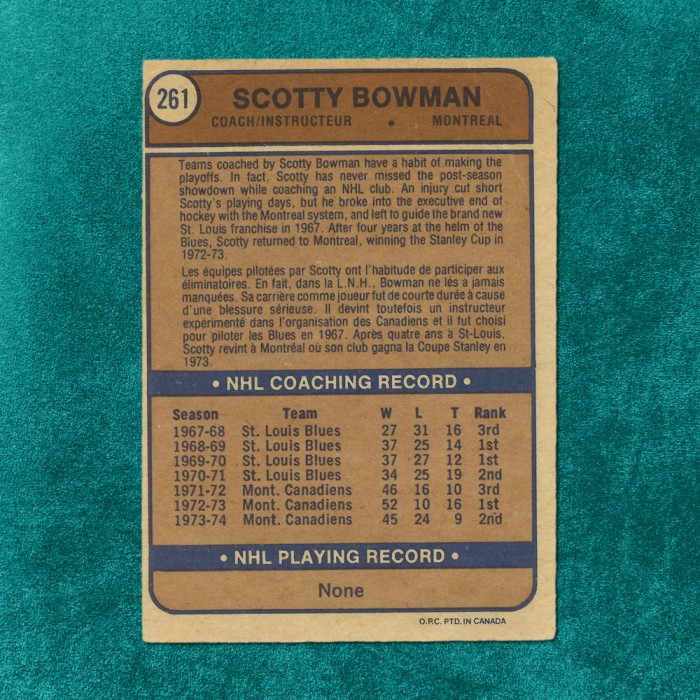 261
SCOTTY BOWMAN
COACH/INSTRUCTEUR • MONTREAL
Teams coached by Scotty Bowman have a habit of making the
playoffs. In fact, Scotty has never missed the post-season
showdown while coaching an NHL club. An injury cut short
Scotty's playing days, but he broke into the executive end of
hockey with the Montreal system, and left to guide the brand new
St. Louis franchise in 1967. After four years at the helm of the
Blues, Scotty returned to Montreal, winning the Stanley Cup in
1972-73.
Les équipes pilotées par Scotty ont l'habitude de participer aux
éliminatoires. En fait, dans la L.N.H., Bowman ne lés a jamais
manquées. Sa carrière comme joueur fut de courte durée à cause
d'une blessure sérieuse. Il devint toutefois un instructeur
expérimenté dans l'organisation des Canadiens et il fut choisi
pour piloter les Blues en 1967. Après quatre ans à St-Louis,
Scotty revint à Montréal où son club gagna la Coupe Stanley en
1973.
• NHL COACHING RECORD •
Season Team W L T Rank
1967-68 St. Louis Blues 27 31 16 3rd
1968-69 St. Louis Blues 37 25 14 1st
1969-70 St. Louis Blues 37 27 12 1st
1970-71 St. Louis Blues 34 25 19 2nd
1971-72 Mont. Canadiens 46 16 10 3rd
1972-73 Mont. Canadiens 52 10 16 1st
1973-74 Mont. Canadiens 45 24 9 2nd
• NHL PLAYING RECORD •
None
O.P.C. PTD. IN CANADA